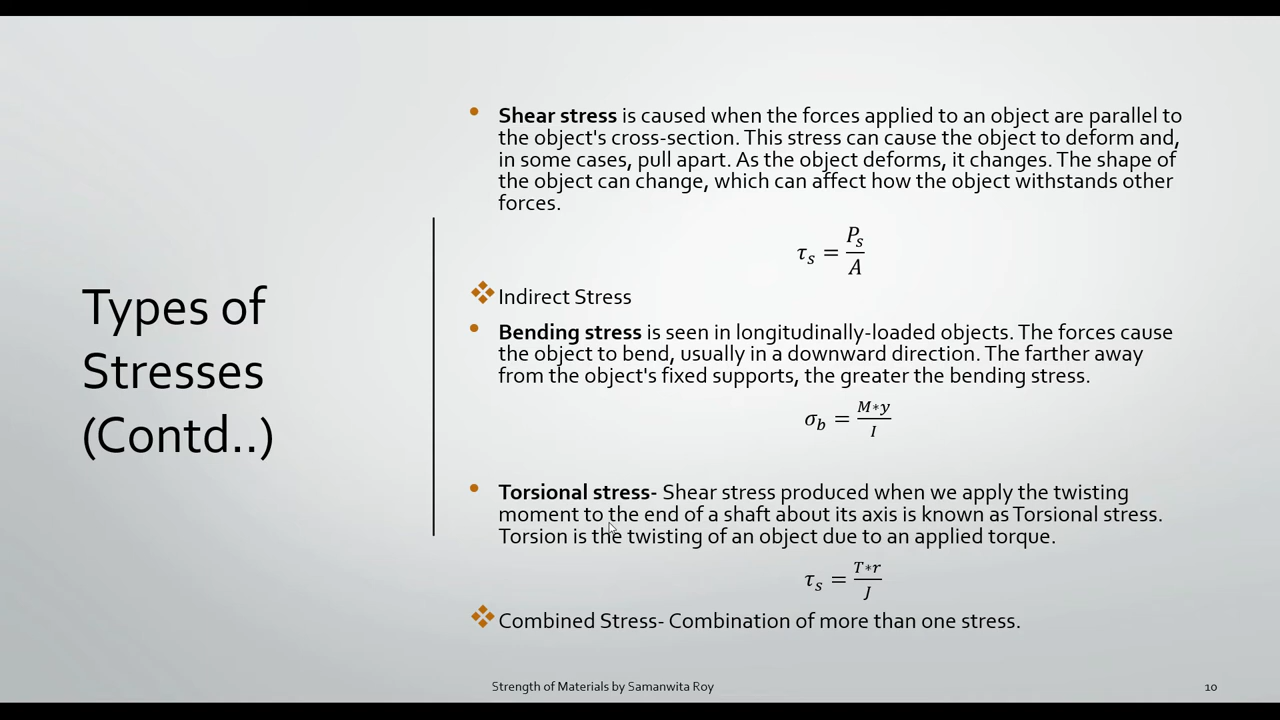 Types of
Stresses
(Contd..)
• Shear stress is caused when the forces applied to an object are parallel to
the object's cross-section. This stress can cause the object to deform and,
in some cases, pull apart. As the object deforms, it changes. The shape of
the object can change, which can affect how the object withstands other
forces.
τₛ = Pₛ/A
❖ Indirect Stress
• Bending stress is seen in longitudinally-loaded objects. The forces cause
the object to bend, usually in a downward direction. The farther away
from the object's fixed supports, the greater the bending stress.
σ_b = M*y/I
• Torsional stress- Shear stress produced when we apply the twisting
moment to the end of a shaft about its axis is known as Torsional stress.
Torsion is the twisting of an object due to an applied torque.
τₛ = T*r/J
❖ Combined Stress- Combination of more than one stress.
Strength of Materials by Samanwita Roy
10